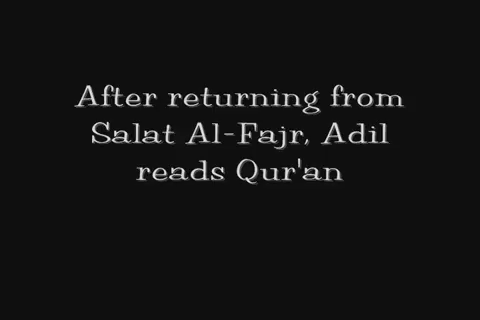 After returning from
Salat Al-Fajr, Adil
reads Qur'an